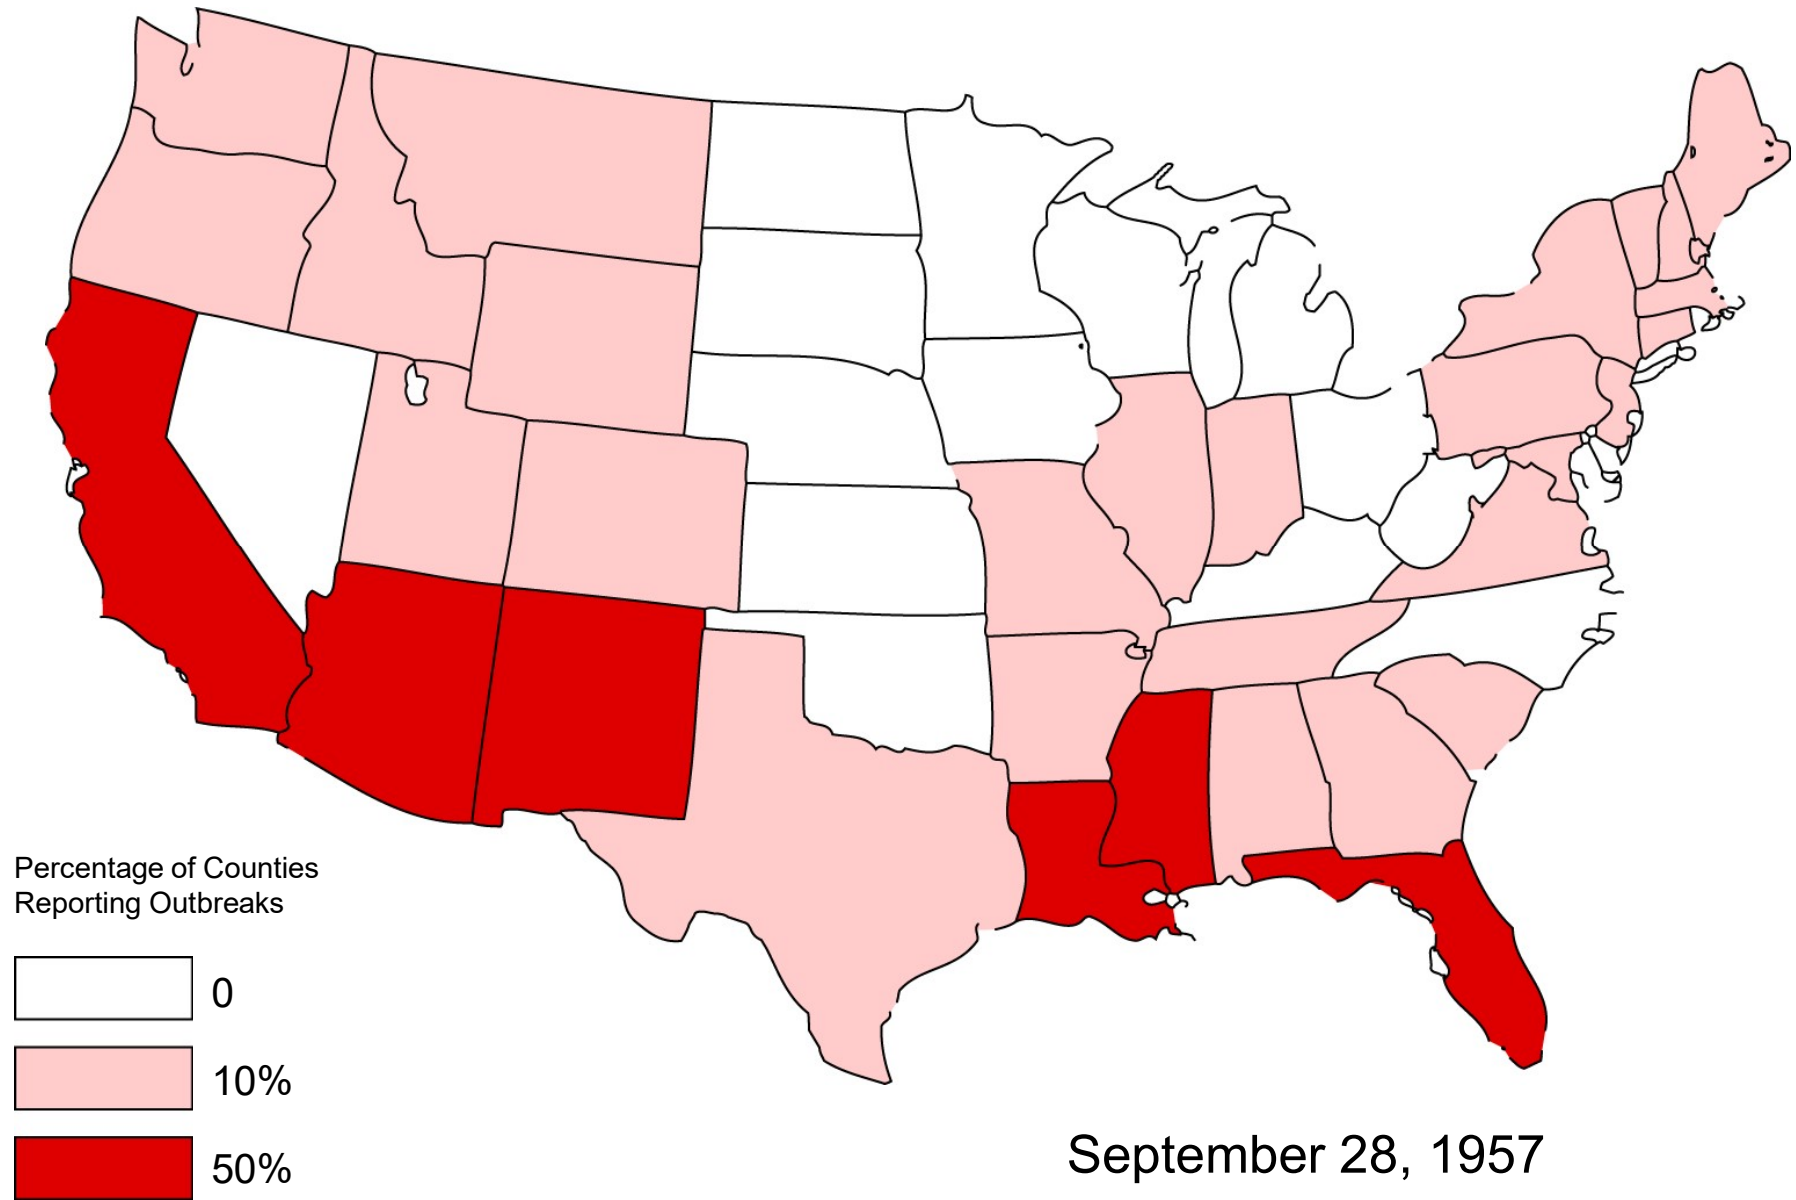 Percentage of Counties
Reporting Outbreaks
0
10%
50%
September 28, 1957